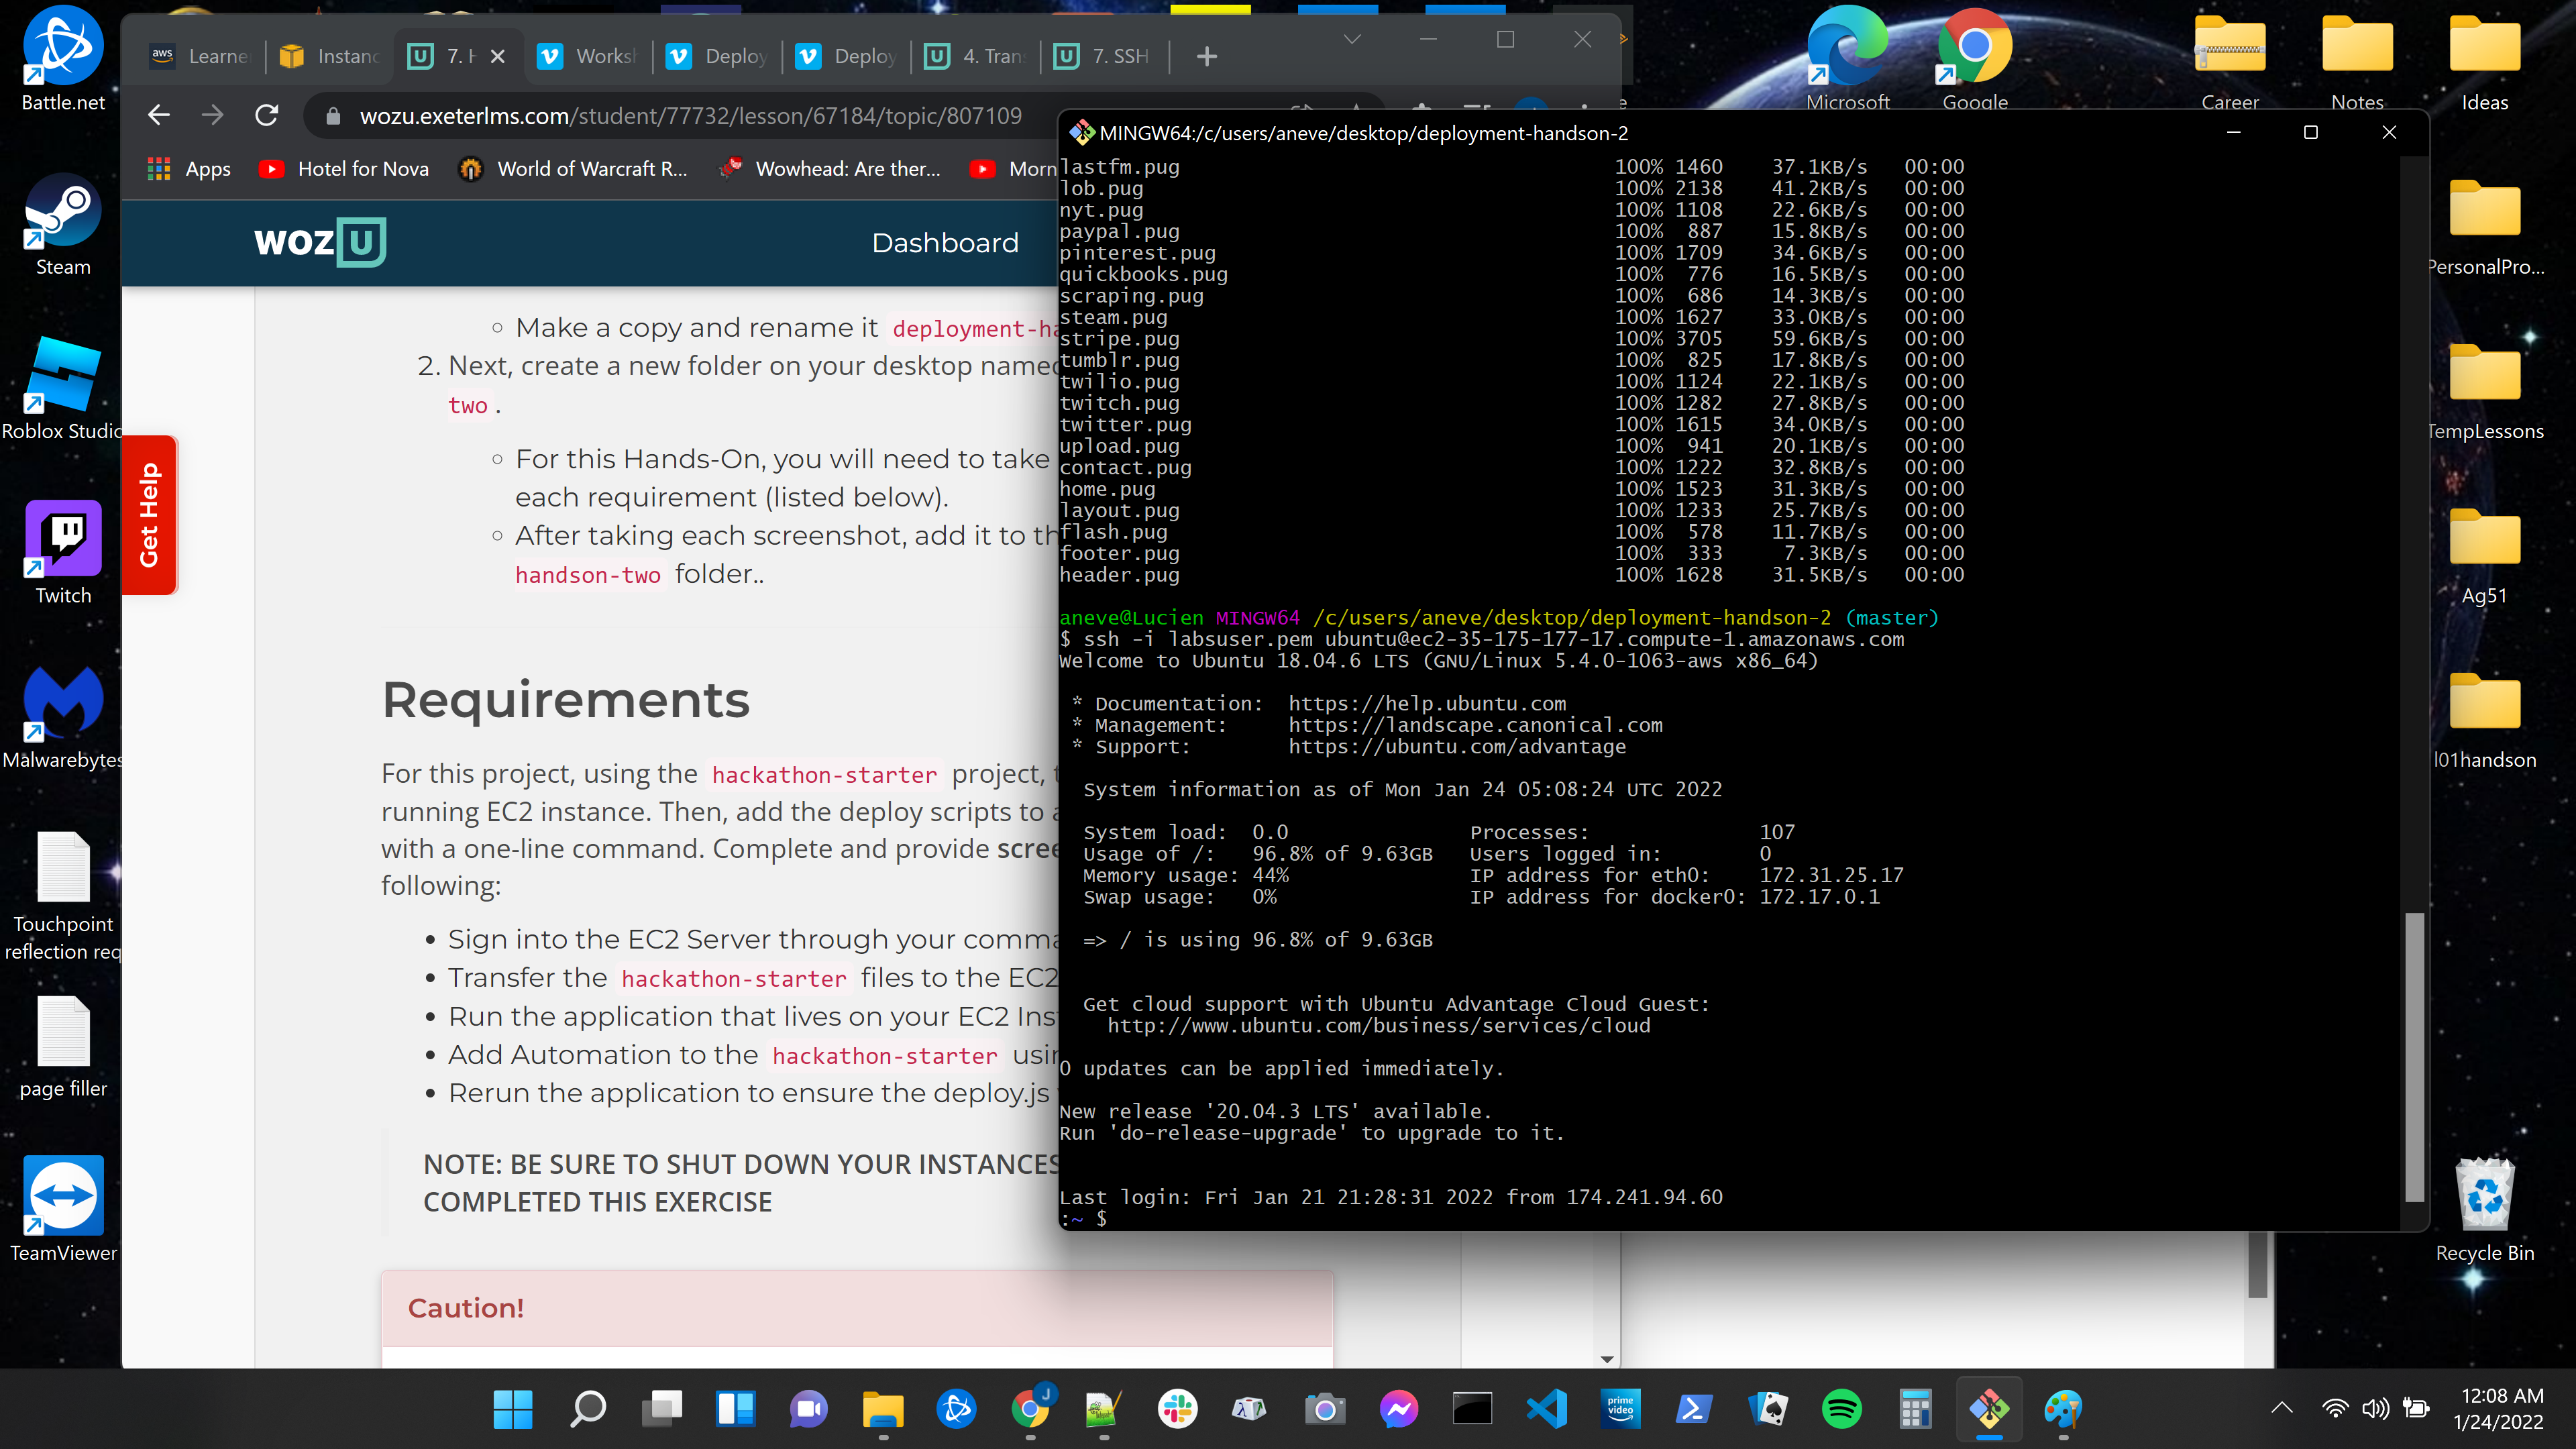 Battle.net
Steam
Roblox Studio
Twitch
Malwarebytes
Touchpoint
reflection req
page filler
TeamViewer
aws Learne
Instanc
7. H
Worksh
Deploy
Deploy
4. Trans
7. SSH
wozu.exeterlms.com/student/77732/lesson/67184/topic/807109
Apps
Hotel for Nova
World of Warcraft R...
Wowhead: Are ther...
Morn
WOZ U
Dashboard
Get Help
Make a copy and rename it deployment-ha
2. Next, create a new folder on your desktop named
two.
For this Hands-On, you will need to take
each requirement (listed below).
After taking each screenshot, add it to th
handson-two folder..
Requirements
For this project, using the hackathon-starter project, t
running EC2 instance. Then, add the deploy scripts to a
with a one-line command. Complete and provide scree
following:
Sign into the EC2 Server through your comma
Transfer the hackathon-starter files to the EC2
Run the application that lives on your EC2 Ins
Add Automation to the hackathon-starter usin
Rerun the application to ensure the deploy.js
NOTE: BE SURE TO SHUT DOWN YOUR INSTANCES
COMPLETED THIS EXERCISE
Caution!
MINGW64:/c/users/aneve/desktop/deployment-handson-2
lastfm.pug 100% 1460 37.1KB/s 00:00
lob.pug 100% 2138 41.2KB/s 00:00
nyt.pug 100% 1108 22.6KB/s 00:00
paypal.pug 100% 887 15.8KB/s 00:00
pinterest.pug 100% 1709 34.6KB/s 00:00
quickbooks.pug 100% 776 16.5KB/s 00:00
scraping.pug 100% 686 14.3KB/s 00:00
steam.pug 100% 1627 33.0KB/s 00:00
stripe.pug 100% 3705 59.6KB/s 00:00
tumblr.pug 100% 825 17.8KB/s 00:00
twilio.pug 100% 1124 22.1KB/s 00:00
twitch.pug 100% 1282 27.8KB/s 00:00
twitter.pug 100% 1615 34.0KB/s 00:00
upload.pug 100% 941 20.1KB/s 00:00
contact.pug 100% 1222 32.8KB/s 00:00
home.pug 100% 1523 31.3KB/s 00:00
layout.pug 100% 1233 25.7KB/s 00:00
flash.pug 100% 578 11.7KB/s 00:00
footer.pug 100% 333 7.3KB/s 00:00
header.pug 100% 1628 31.5KB/s 00:00
aneve@Lucien MINGW64 /c/users/aneve/desktop/deployment-handson-2 (master)
$ ssh -i labsuser.pem ubuntu@ec2-35-175-177-17.compute-1.amazonaws.com
Welcome to Ubuntu 18.04.6 LTS (GNU/Linux 5.4.0-1063-aws x86_64)
* Documentation: https://help.ubuntu.com
* Management: https://landscape.canonical.com
* Support: https://ubuntu.com/advantage
System information as of Mon Jan 24 05:08:24 UTC 2022
System load: 0.0 Processes: 107
Usage of /: 96.8% of 9.63GB Users logged in: 0
Memory usage: 44% IP address for eth0: 172.31.25.17
Swap usage: 0% IP address for docker0: 172.17.0.1
=> / is using 96.8% of 9.63GB
Get cloud support with Ubuntu Advantage Cloud Guest:
http://www.ubuntu.com/business/services/cloud
0 updates can be applied immediately.
New release '20.04.3 LTS' available.
Run 'do-release-upgrade' to upgrade to it.
Last login: Fri Jan 21 21:28:31 2022 from 174.241.94.60
:~ $
Microsoft
Google
Career
Notes
Ideas
PersonalPro...
TempLessons
Ag51
l01handson
Recycle Bin
J
prime video
12:08 AM
1/24/2022